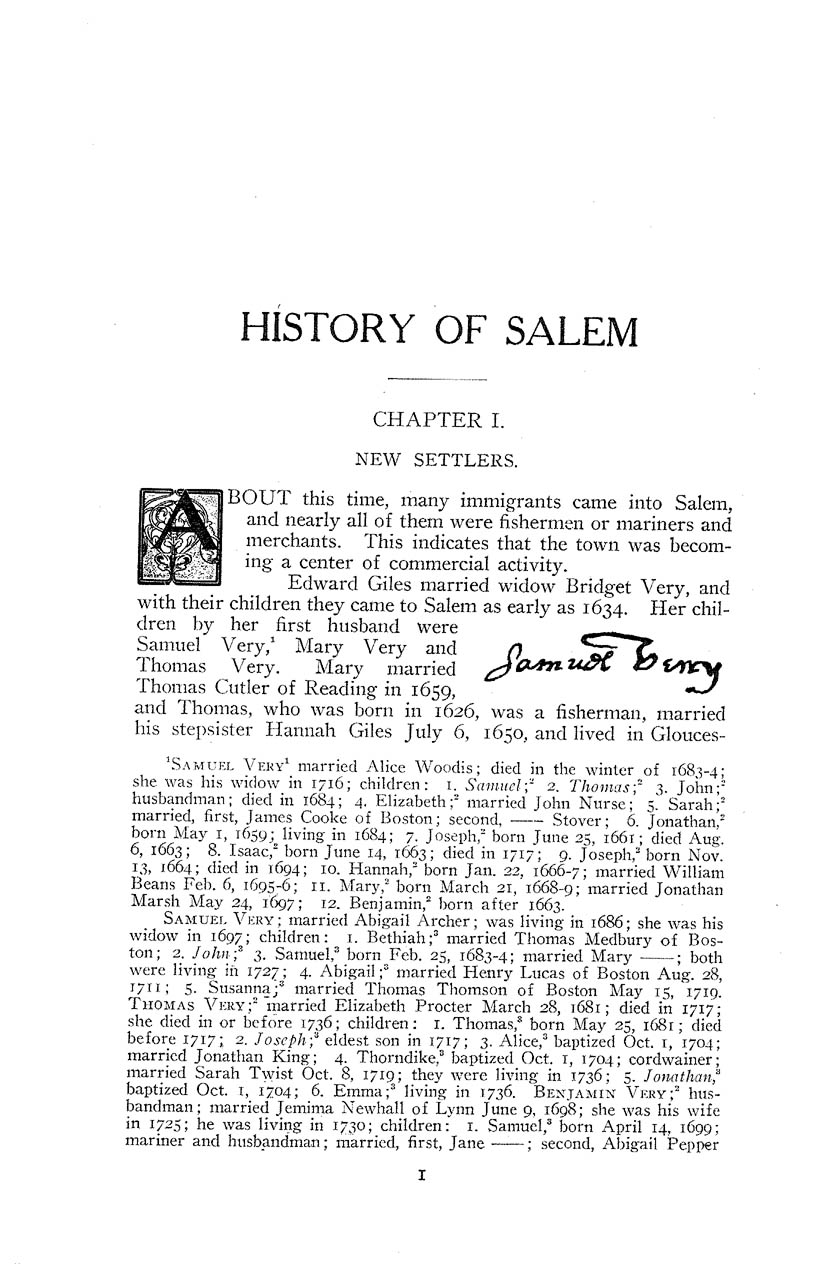 HISTORY OF SALEM
CHAPTER I.
NEW SETTLERS.
ABOUT this time, many immigrants came into Salem,
and nearly all of them were fishermen or mariners and
merchants. This indicates that the town was becom-
ing a center of commercial activity.
Edward Giles married widow Bridget Very, and
with their children they came to Salem as early as 1634. Her chil-
dren by her first husband were
Samuel Very,¹ Mary Very and
Thomas Very. Mary married
Thomas Cutler of Reading in 1659,
Samuel Very
and Thomas, who was born in 1626, was a fisherman, married
his stepsister Hannah Giles July 6, 1650, and lived in Glouces-
¹SAMUEL VERY¹ married Alice Woodis; died in the winter of 1683-4;
she was his widow in 1716; children: 1. Samuel;² 2. Thomas;² 3. John;²
husbandman; died in 1684; 4. Elizabeth;² married John Nurse; 5. Sarah;²
married, first, James Cooke of Boston; second, —— Stover; 6. Jonathan,²
born May 1, 1659; living in 1684; 7. Joseph,² born June 25, 1661; died Aug.
6, 1663; 8. Isaac,² born June 14, 1663; died in 1717; 9. Joseph,² born Nov.
13, 1664; died in 1694; 10. Hannah,² born Jan. 22, 1666-7; married William
Beans Feb. 6, 1695-6; 11. Mary,² born March 21, 1668-9; married Jonathan
Marsh May 24, 1697; 12. Benjamin,² born after 1663.
SAMUEL VERY; married Abigail Archer; was living in 1686; she was his
widow in 1697; children: 1. Bethiah;³ married Thomas Medbury of Bos-
ton; 2. John;³ 3. Samuel,³ born Feb. 25, 1683-4; married Mary ——; both
were living in 1727; 4. Abigail;³ married Henry Lucas of Boston Aug. 28,
1711; 5. Susanna;³ married Thomas Thomson of Boston May 15, 1719.
THOMAS VERY;² married Elizabeth Procter March 28, 1681; died in 1717;
she died in or before 1736; children: 1. Thomas,³ born May 25, 1681; died
before 1717; 2. Joseph;³ eldest son in 1717; 3. Alice,³ baptized Oct. 1, 1704;
married Jonathan King; 4. Thorndike,³ baptized Oct. 1, 1704; cordwainer;
married Sarah Twist Oct. 8, 1719; they were living in 1736; 5. Jonathan,³
baptized Oct. 1, 1704; 6. Emma;³ living in 1736. BENJAMIN VERY;² hus-
bandman; married Jemima Newhall of Lynn June 9, 1698; she was his wife
in 1725; he was living in 1730; children: 1. Samuel,³ born April 14, 1699;
mariner and husbandman; married, first, Jane ——; second, Abigail Pepper
1